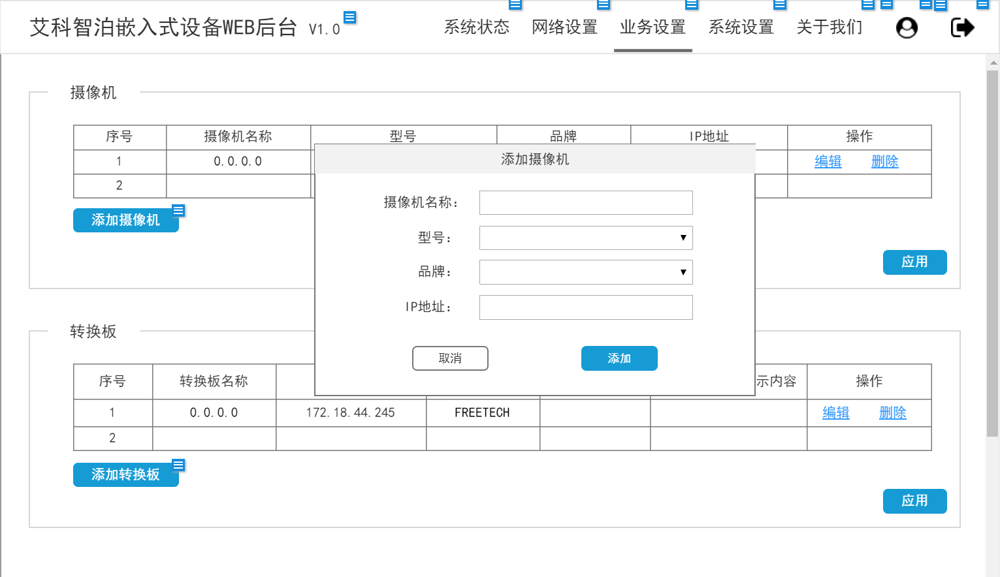 艾科智泊嵌入式设备WEB后台 V1.0
系统状态 网络设置 业务设置 系统设置 关于我们
摄像机
序号 摄像机名称 型号 品牌 IP地址 操作
添加摄像机
1 0.0.0.0 编辑 删除
2
摄像机名称：
添加摄像机
型号：
应用
品牌：
IP地址：
转换板
取消 添加
序号 转换板名称 示内容 操作
1 0.0.0.0 172.18.44.245 FREETECH 编辑 删除
2
添加转换板
应用